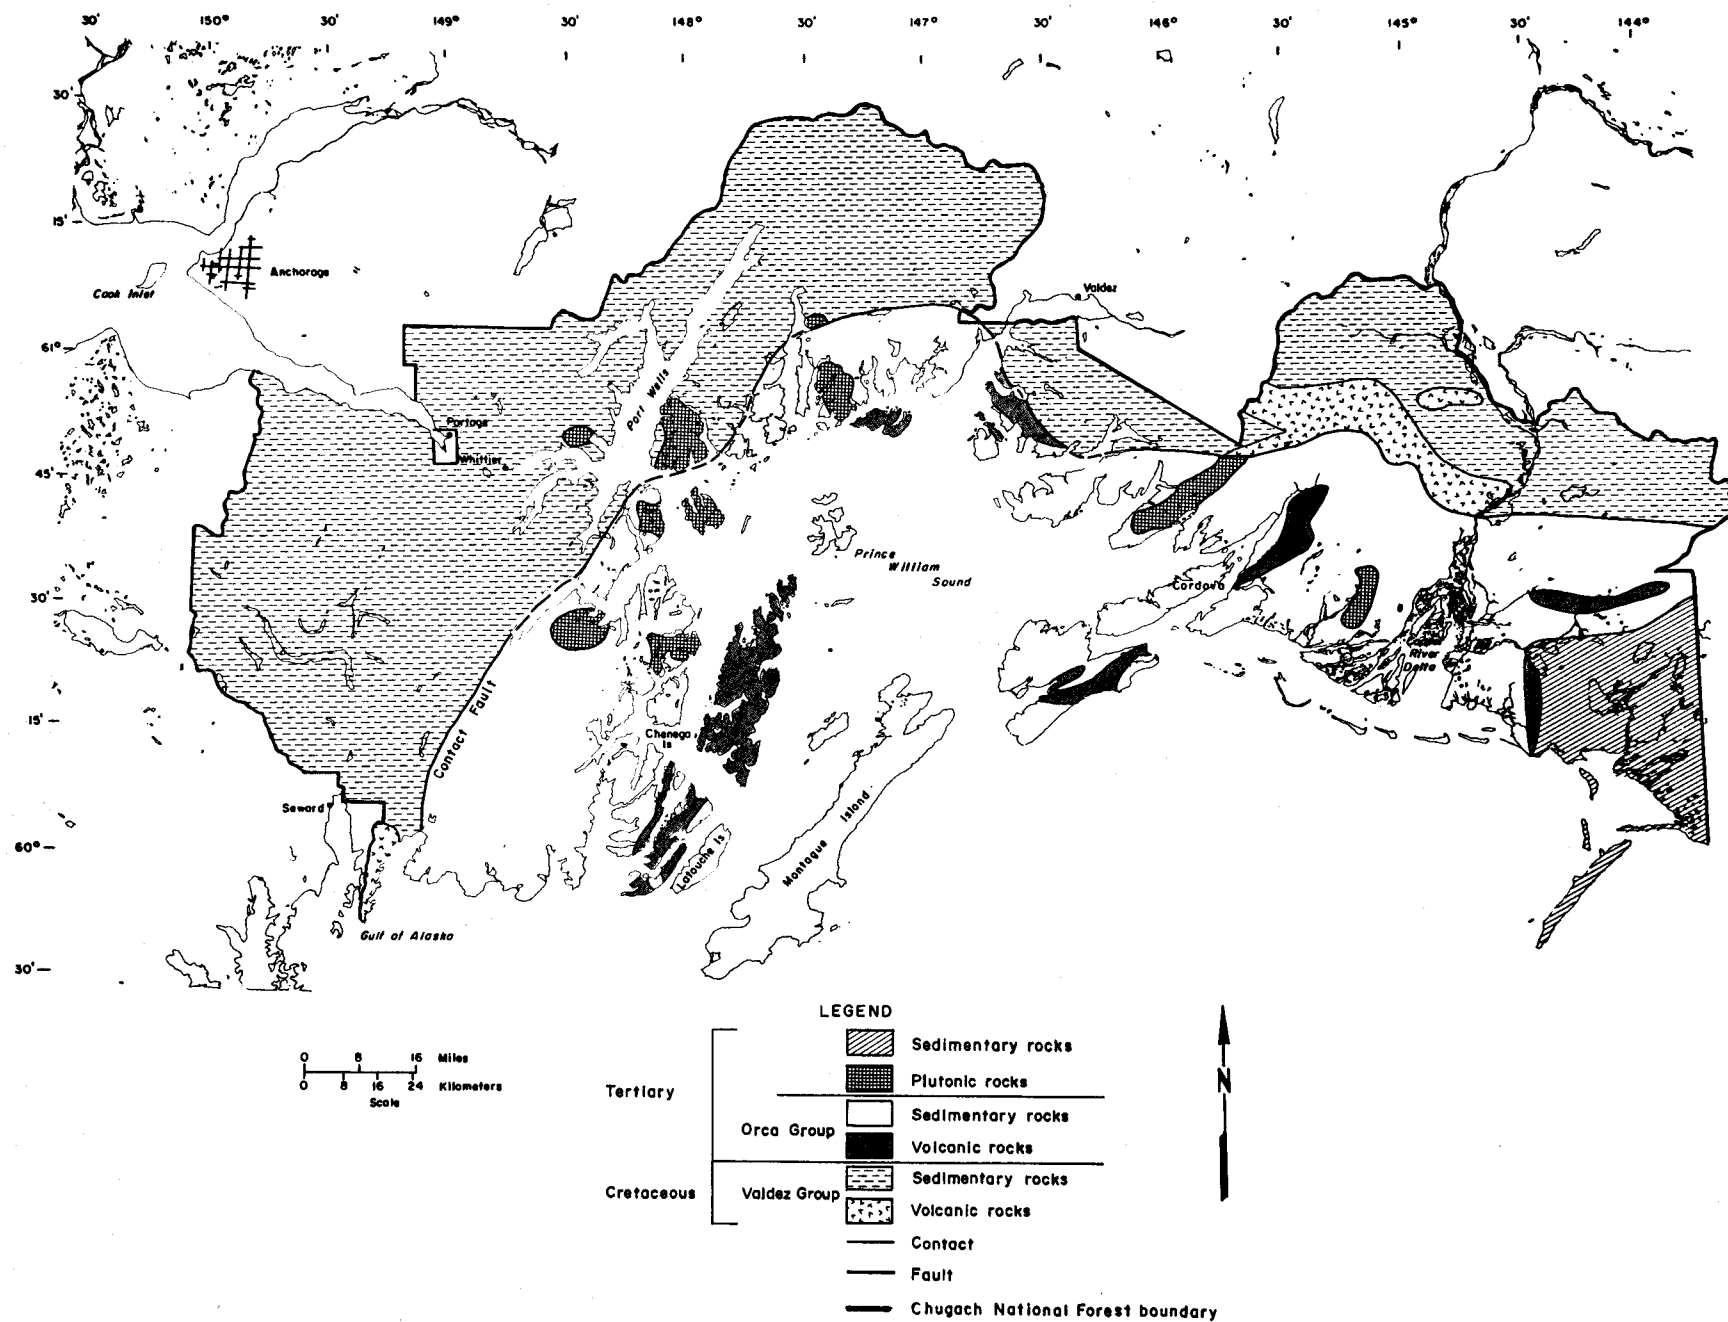 30' 150° 30' 149° 30' 148° 30' 147° 30' 146° 30' 145° 30' 144°
30'
15'
Anchorage
Cook Inlet
Valdez
61°
Port Wells
Portage
Whittier
45'
Prince
William
Sound
Cordova
30'
River
Delta
Contact Fault
15'
Chenega
Is
Seward
Montague Island
Latouche Is
60°
Gulf of Alaska
30'
LEGEND
Tertiary
Sedimentary rocks
Plutonic rocks
Orca Group
Sedimentary rocks
Volcanic rocks
Cretaceous
Valdez Group
Sedimentary rocks
Volcanic rocks
Contact
Fault
Chugach National Forest boundary
0 8 16 Miles
0 8 16 24 Kilometers
Scale
N